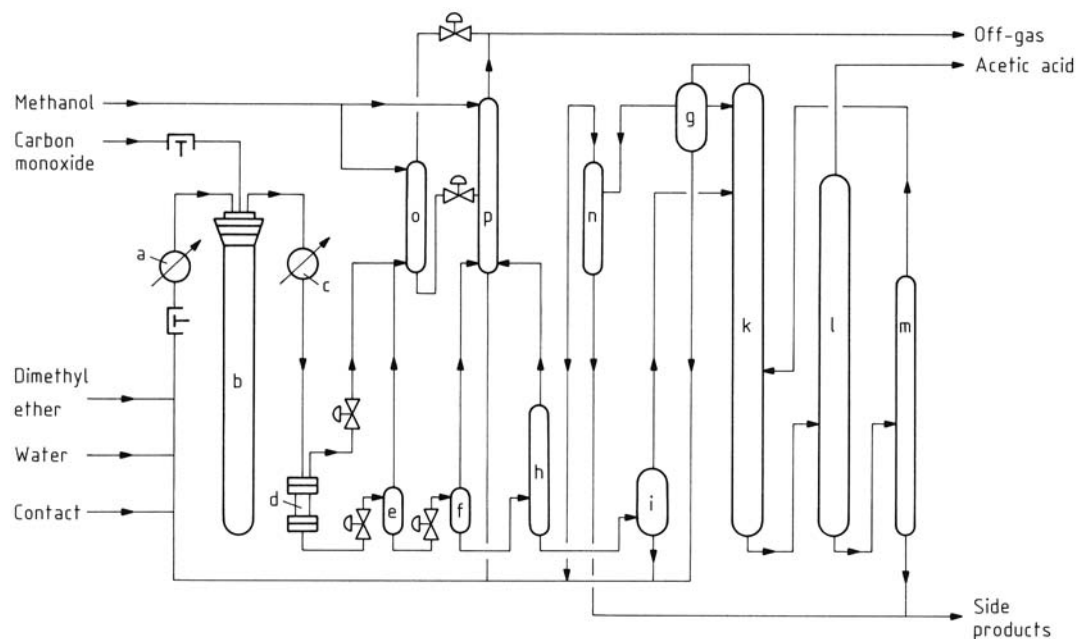 Off-gas
Acetic acid
Methanol
Carbon
monoxide
g
o
p
n
a
c
k
l
m
b
Dimethyl
ether
Water
h
d
e
f
i
Contact
Side
products